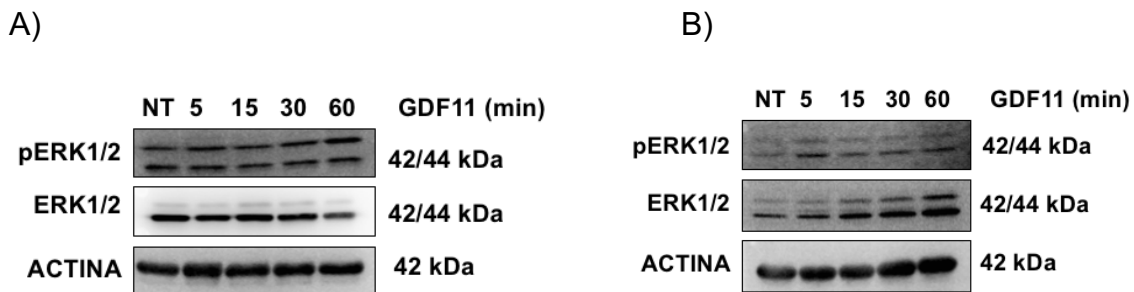 A)
NT 5 15 30 60 GDF11 (min)
pERK1/2 42/44 kDa
ERK1/2 42/44 kDa
ACTINA 42 kDa
B)
NT 5 15 30 60 GDF11 (min)
pERK1/2 42/44 kDa
ERK1/2 42/44 kDa
ACTINA 42 kDa